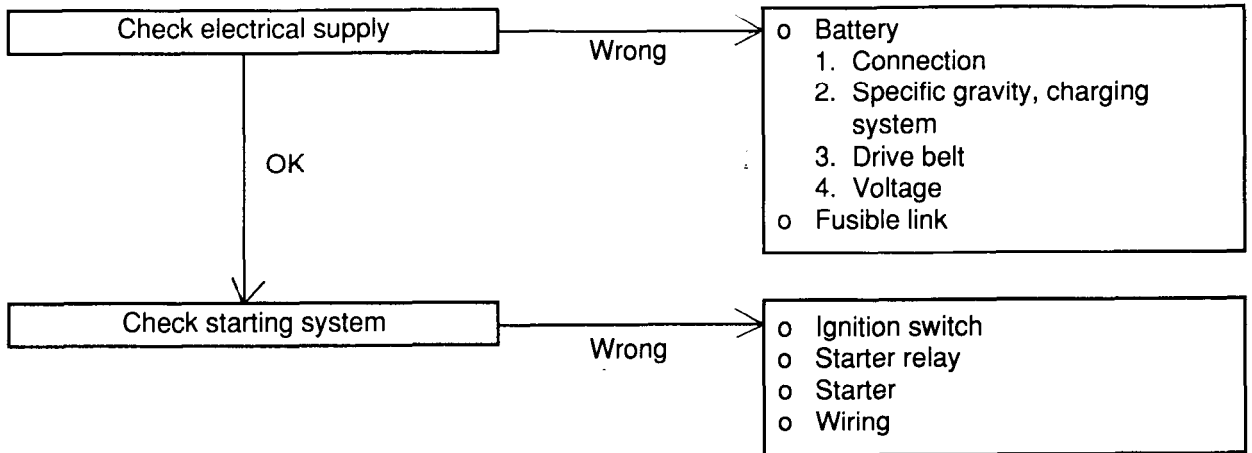 Check electrical supply
Wrong
o Battery
1. Connection
2. Specific gravity, charging
system
3. Drive belt
4. Voltage
o Fusible link
OK
Check starting system
Wrong
o Ignition switch
o Starter relay
o Starter
o Wiring